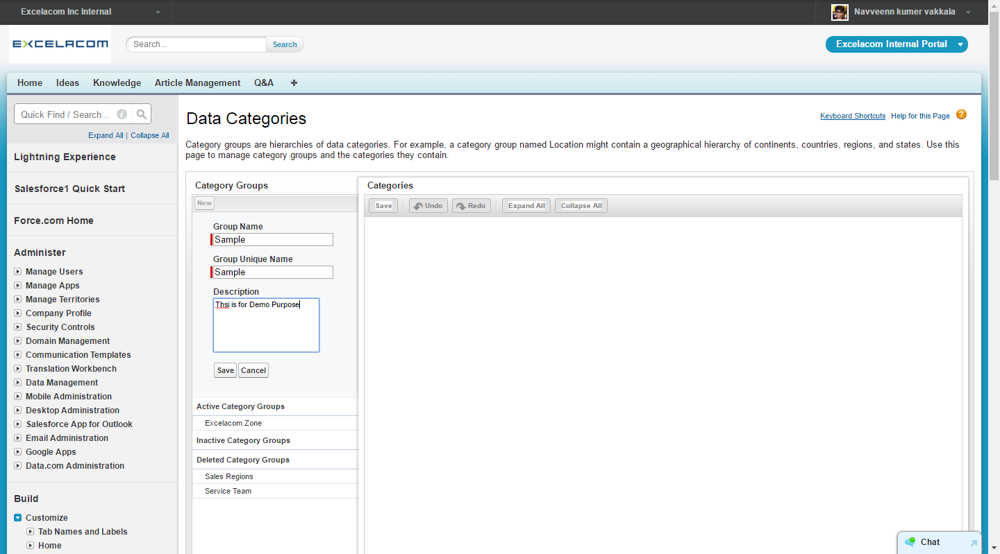 Excelacom Inc Internal
Navveenn kumer vakkala
EXCELACOM
Search...
Search
Excelacom Internal Portal
Home
Ideas
Knowledge
Article Management
Q&A
+
Quick Find / Search...
i
Expand All | Collapse All
Lightning Experience
Salesforce1 Quick Start
Force.com Home
Administer
Manage Users
Manage Apps
Manage Territories
Company Profile
Security Controls
Domain Management
Communication Templates
Translation Workbench
Data Management
Mobile Administration
Desktop Administration
Salesforce App for Outlook
Email Administration
Google Apps
Data.com Administration
Build
Customize
Tab Names and Labels
Home
Data Categories
Keyboard Shortcuts
Help for this Page
?
Category groups are hierarchies of data categories. For example, a category group named Location might contain a geographical hierarchy of continents, countries, regions, and states. Use this
page to manage category groups and the categories they contain.
Category Groups
New
Group Name
Sample
Group Unique Name
Sample
Description
Thsi is for Demo Purpose
Save
Cancel
Active Category Groups
Excelacom Zone
Inactive Category Groups
Deleted Category Groups
Sales Regions
Service Team
Categories
Save
Undo
Redo
Expand All
Collapse All
Chat